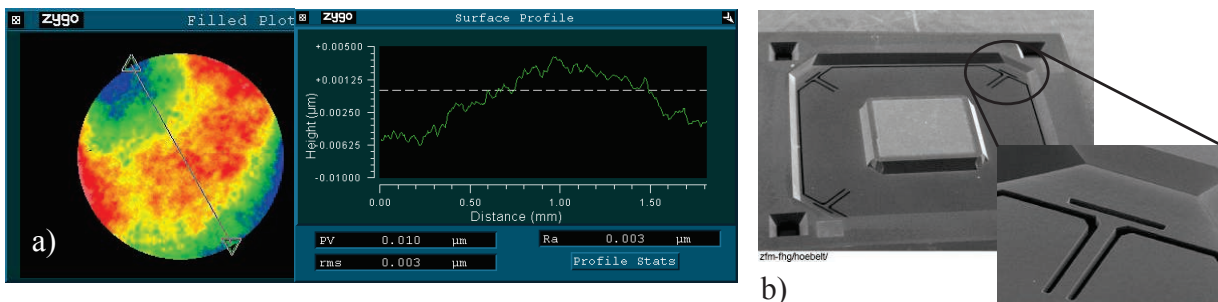 zygo
Filled Plot
zygo
Surface Profile
+0.00500
+0.00125
-0.00250
-0.00625
-0.01000
Height (µm)
0.00
0.50
1.00
1.50
Distance (mm)
PV 0.010 µm
Ra 0.003 µm
rms 0.003 µm
Profile Stats
a)
zfm-fhg/hoebelt/
b)